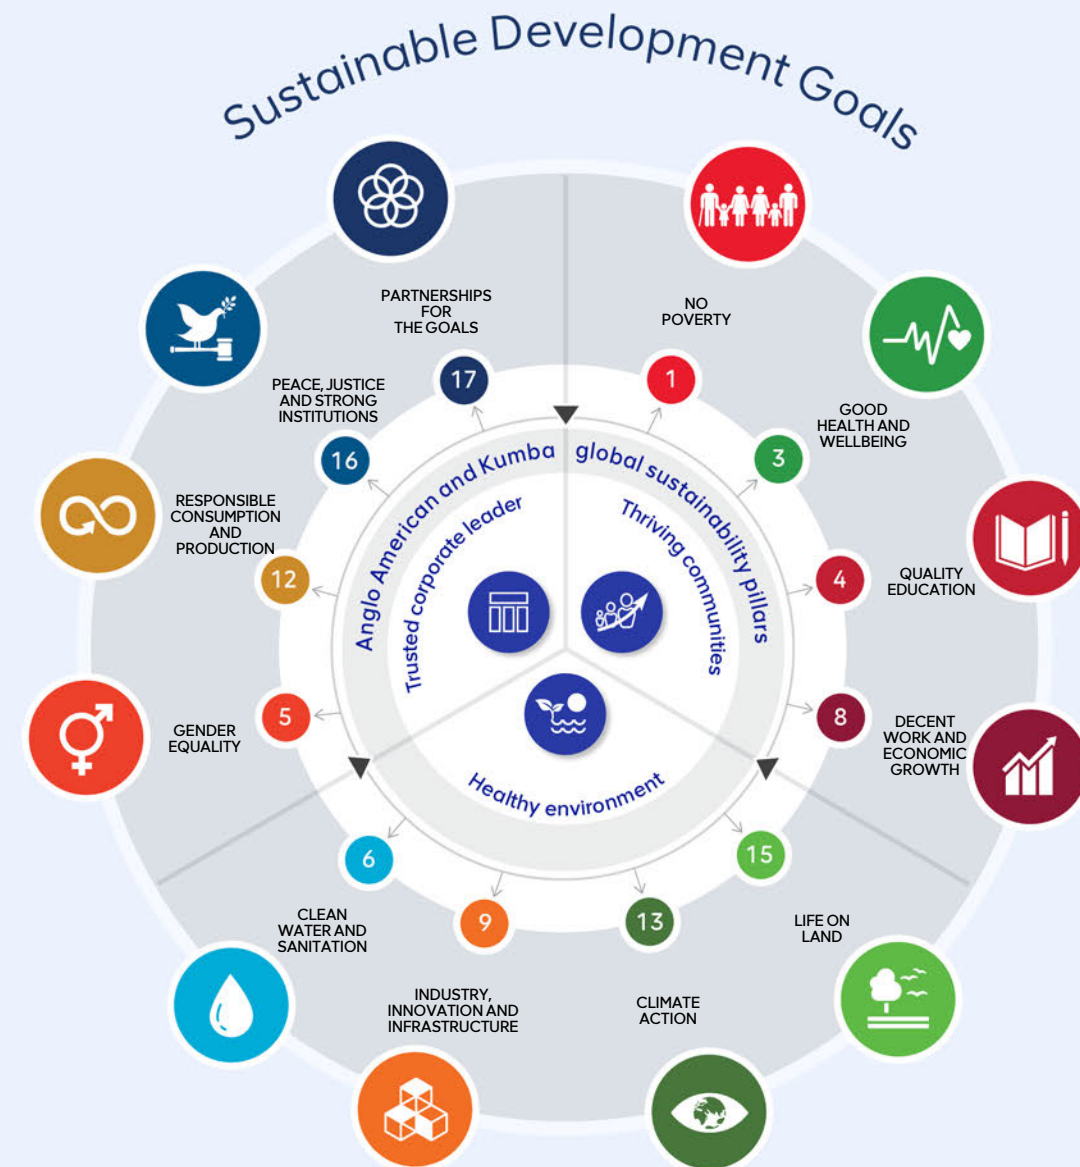 Sustainable Development Goals
PARTNERSHIPS
FOR
THE GOALS
17
NO
POVERTY
1
PEACE, JUSTICE
AND STRONG
INSTITUTIONS
16
GOOD
HEALTH AND
WELLBEING
3
RESPONSIBLE
CONSUMPTION
AND
PRODUCTION
12
QUALITY
EDUCATION
4
GENDER
EQUALITY
5
DECENT
WORK AND
ECONOMIC
GROWTH
8
Anglo American and Kumba global sustainability pillars
Trusted corporate leader
Thriving communities
Healthy environment
6
CLEAN
WATER AND
SANITATION
9
INDUSTRY,
INNOVATION AND
INFRASTRUCTURE
13
CLIMATE
ACTION
15
LIFE ON
LAND